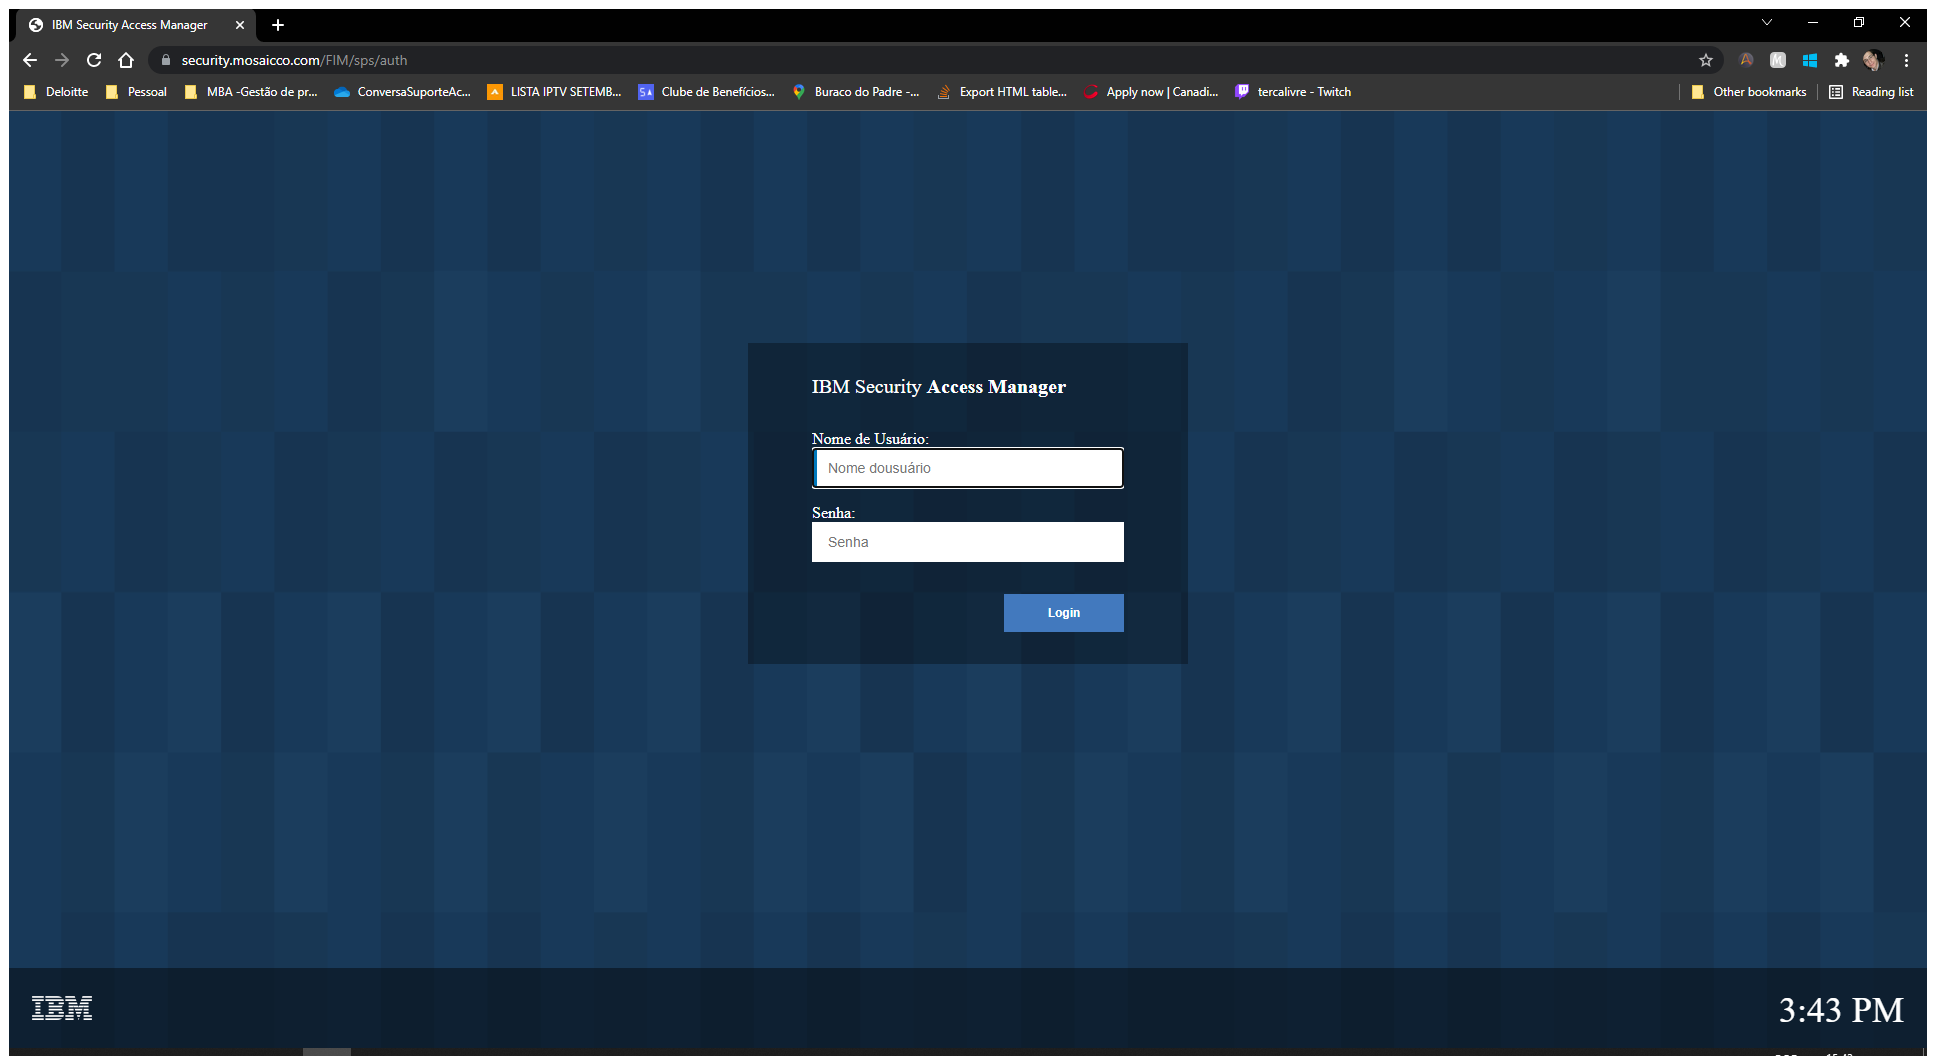 IBM Security Access Manager
security.mosaicco.com/FIM/sps/auth
Deloitte Pessoal MBA -Gestão de pr... ConversaSuporteAc... LISTA IPTV SETEMB... Clube de Benefícios... Buraco do Padre -... Export HTML table... Apply now | Canadi... tercalivre - Twitch Other bookmarks Reading list
IBM Security Access Manager
Nome de Usuário:
Nome dousuário
Senha:
Senha
Login
IBM
3:43 PM